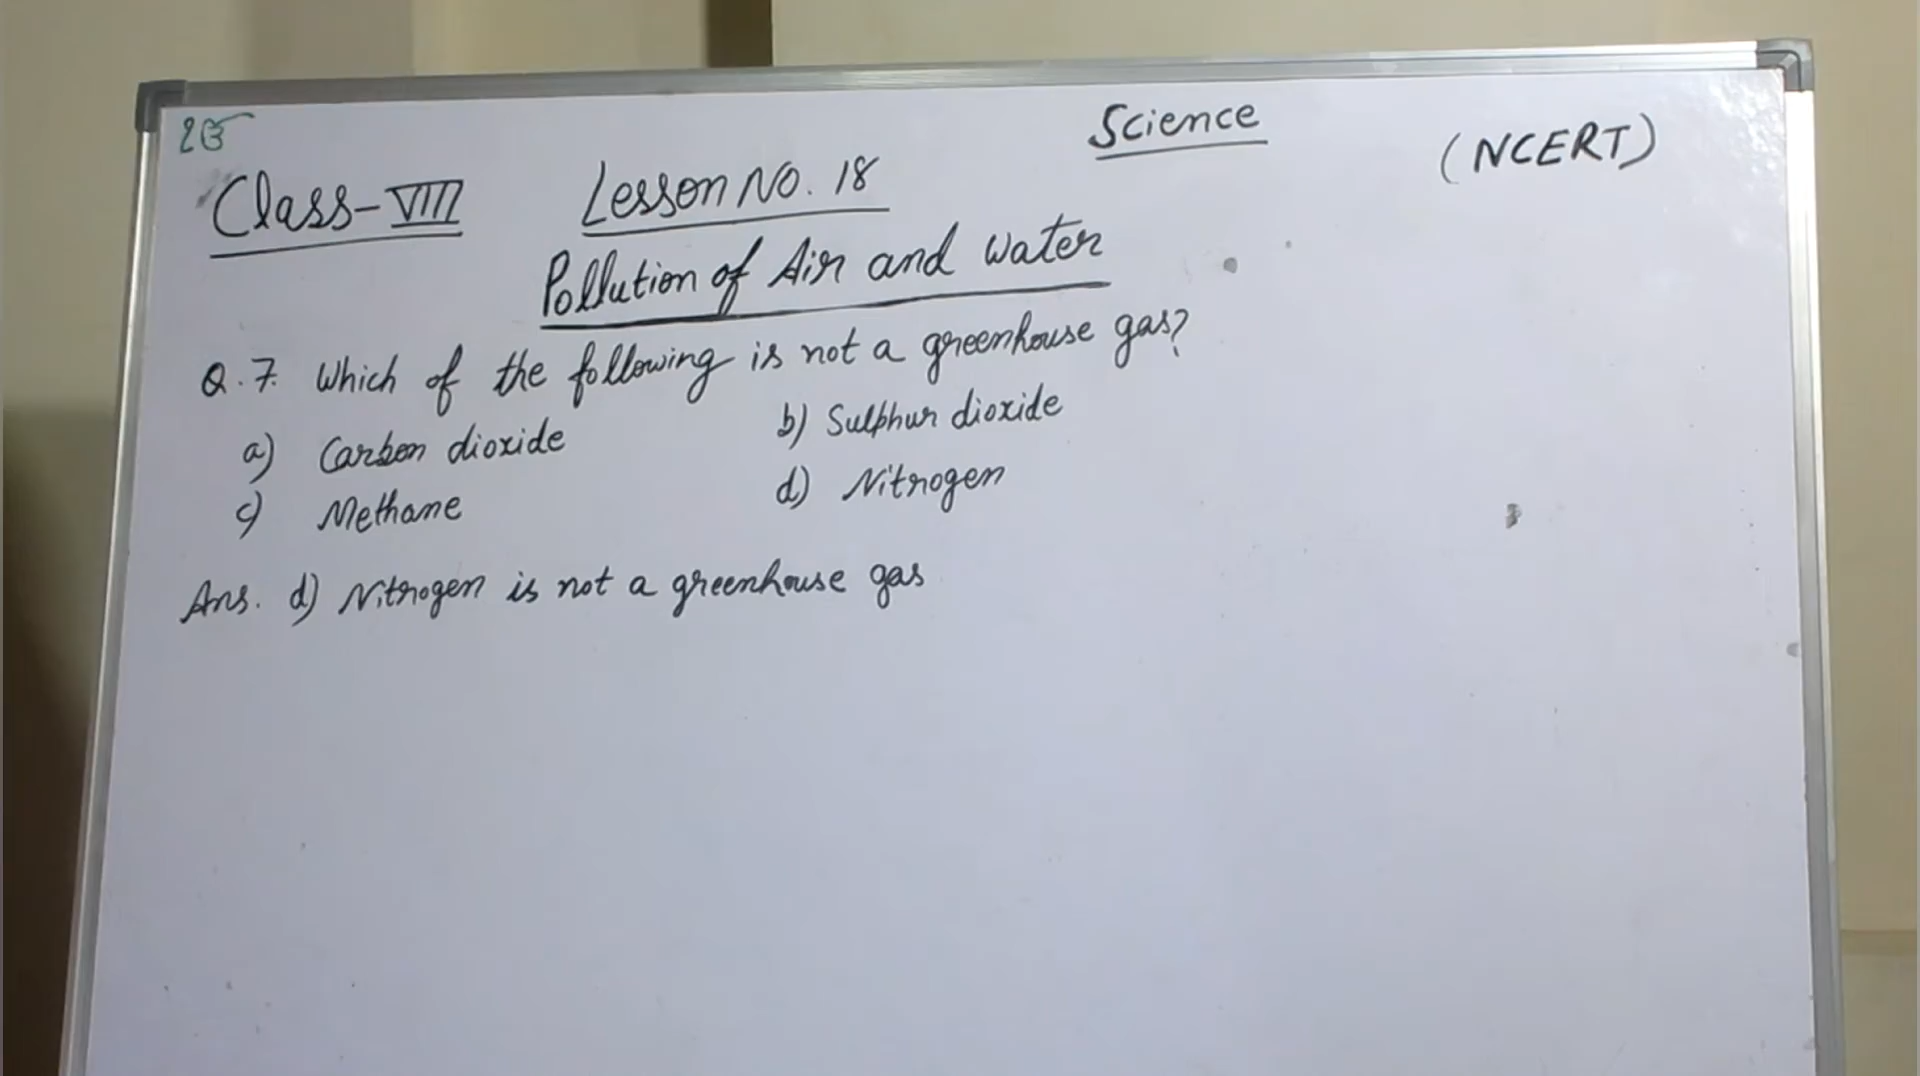 Science
(NCERT)
Class-VIII
Lesson No. 18
Pollution of Air and water
Q.7. Which of the following is not a greenhouse gas?
a) Carbon dioxide
b) Sulphur dioxide
c) Methane
d) Nitrogen
Ans. d) Nitrogen is not a greenhouse gas